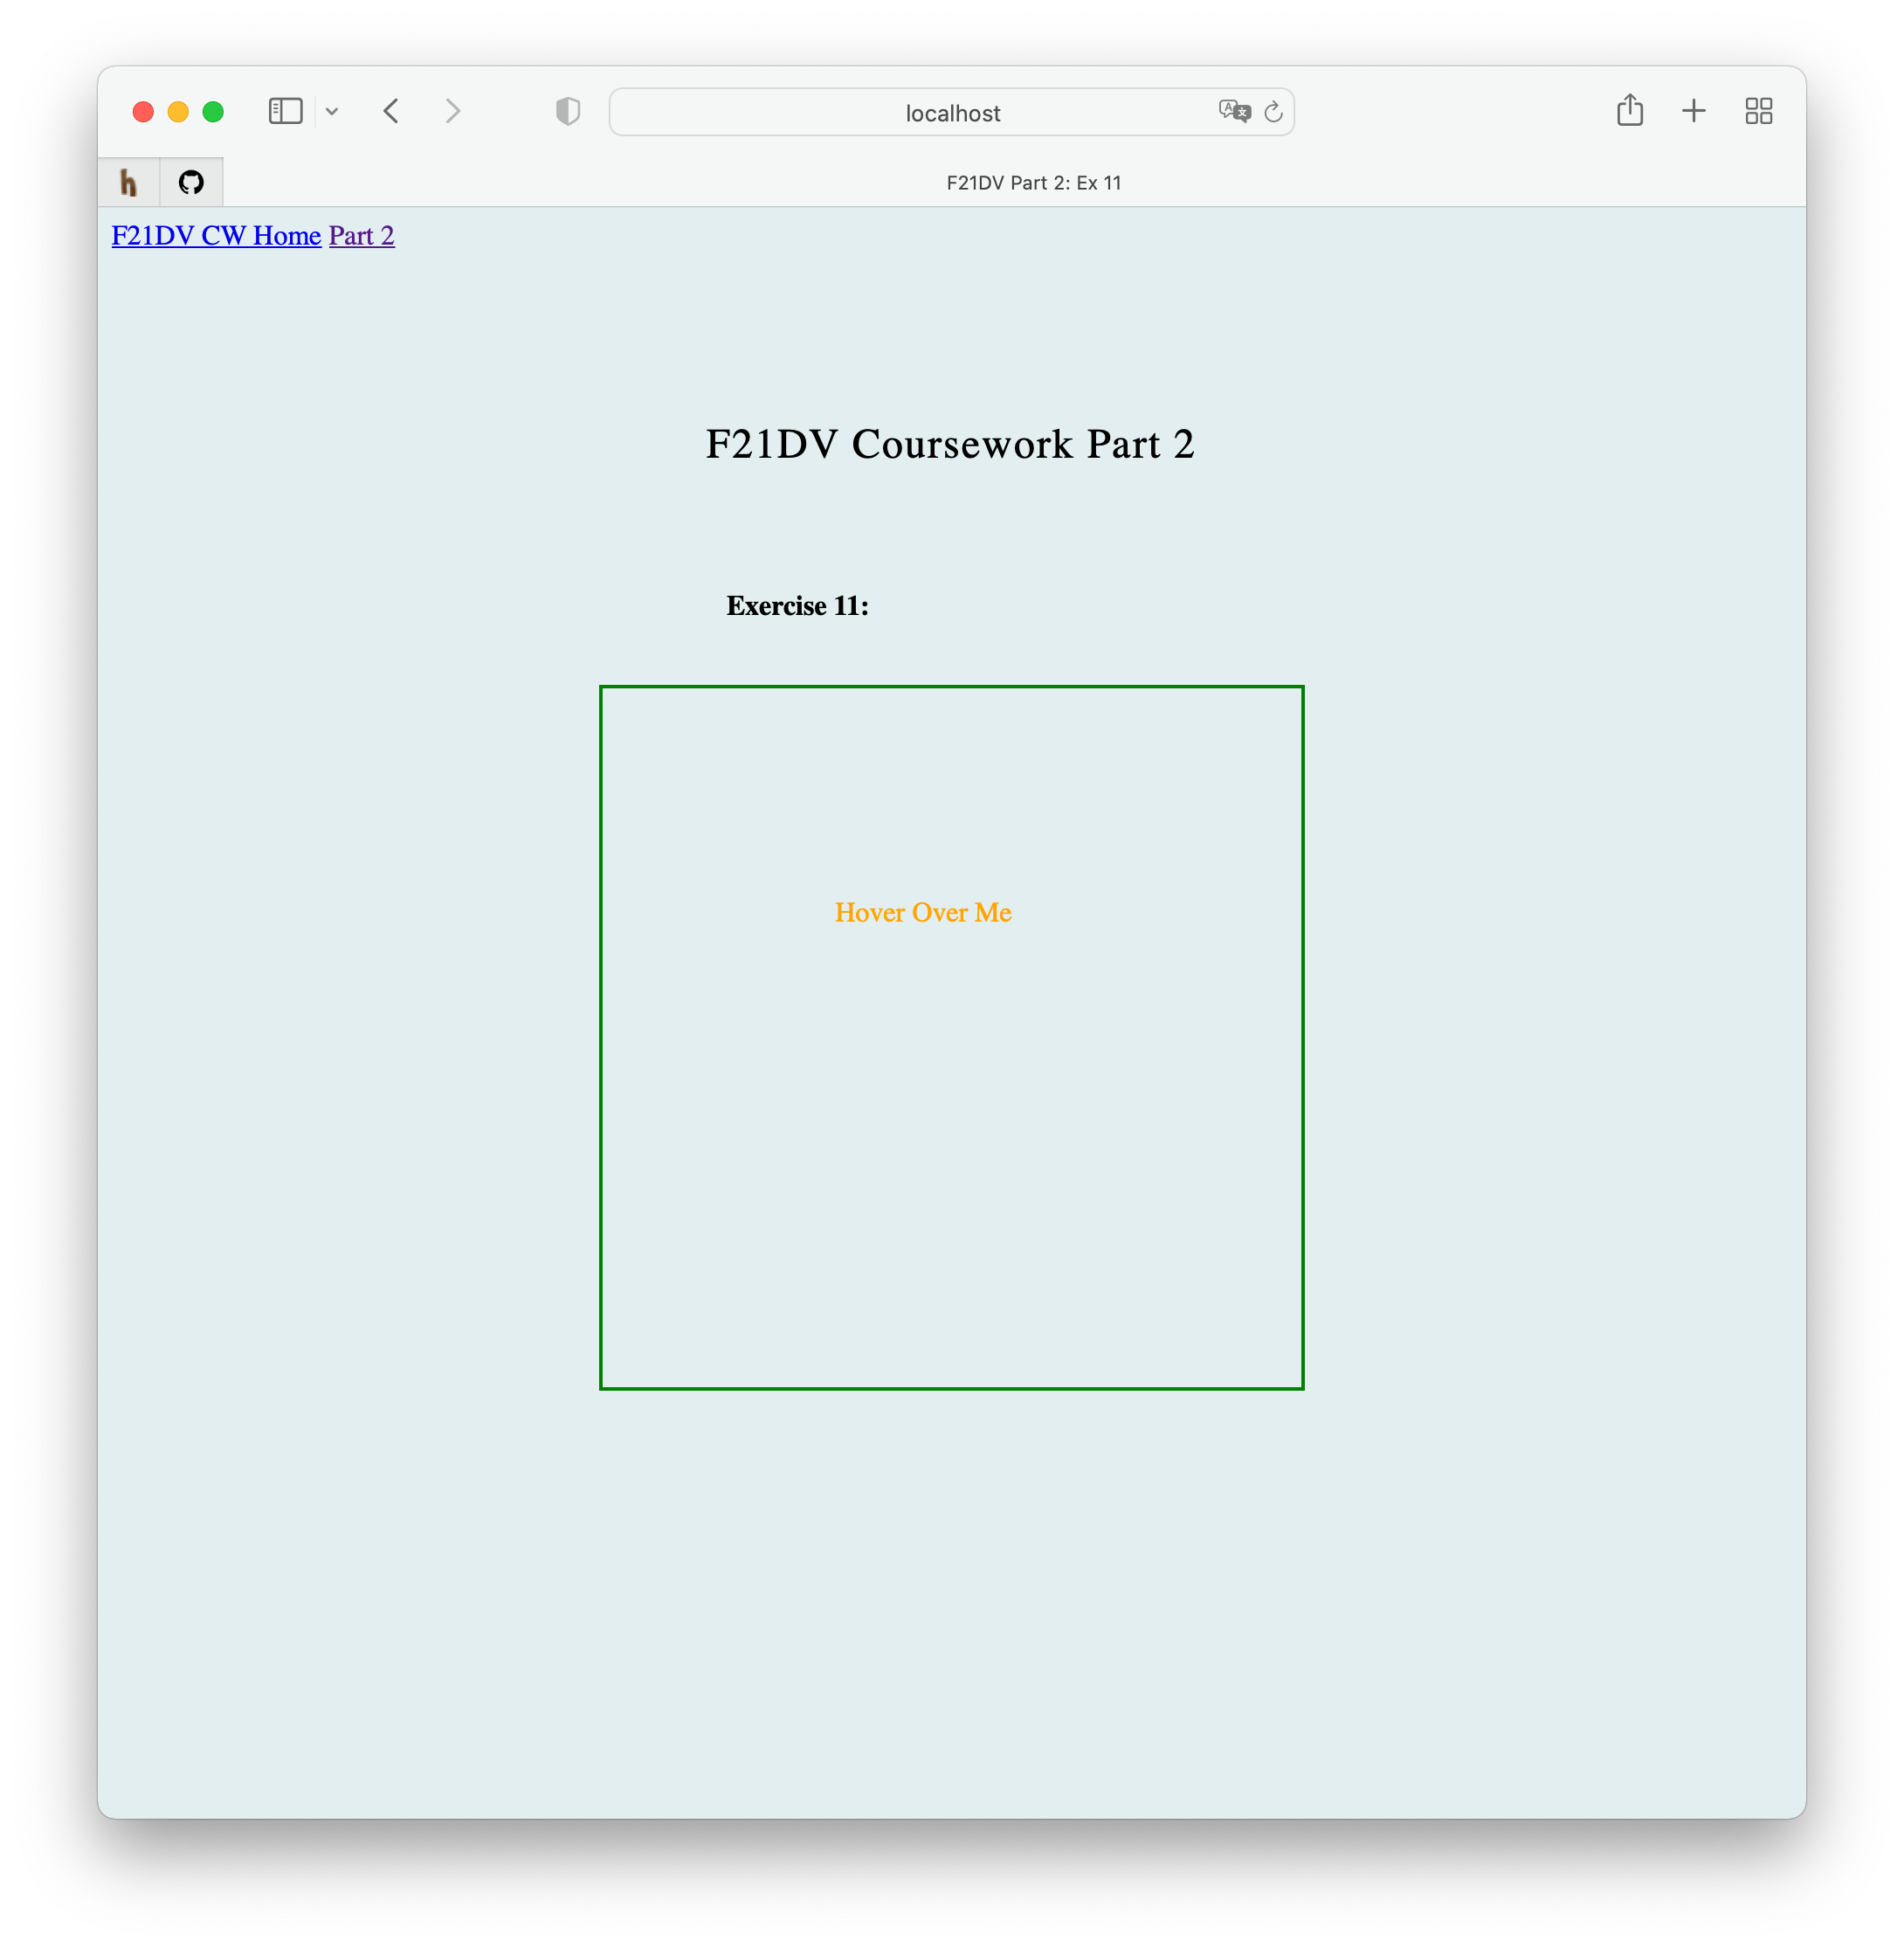 localhost
F21DV Part 2: Ex 11
F21DV CW Home Part 2
F21DV Coursework Part 2
Exercise 11:
Hover Over Me